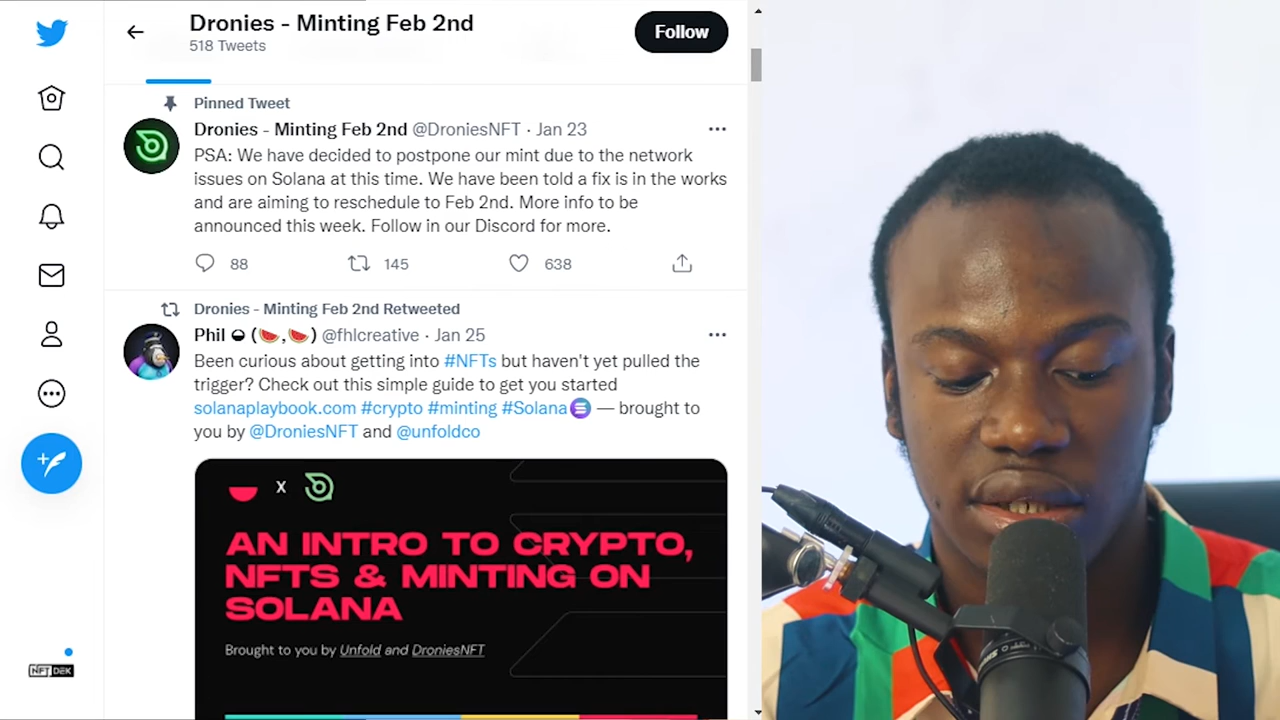 Dronies - Minting Feb 2nd
518 Tweets
Follow
Pinned Tweet
Dronies - Minting Feb 2nd @DroniesNFT · Jan 23
PSA: We have decided to postpone our mint due to the network
issues on Solana at this time. We have been told a fix is in the works
and are aiming to reschedule to Feb 2nd. More info to be
announced this week. Follow in our Discord for more.
88 145 638
Dronies - Minting Feb 2nd Retweeted
Phil (🍉,🍉) @fhlcreative · Jan 25
Been curious about getting into #NFTs but haven't yet pulled the
trigger? Check out this simple guide to get you started
solanaplaybook.com #crypto #minting #Solana — brought to
you by @DroniesNFT and @unfoldco
X
AN INTRO TO CRYPTO,
NFTS & MINTING ON
SOLANA
Brought to you by Unfold and DroniesNFT
NFT DEK